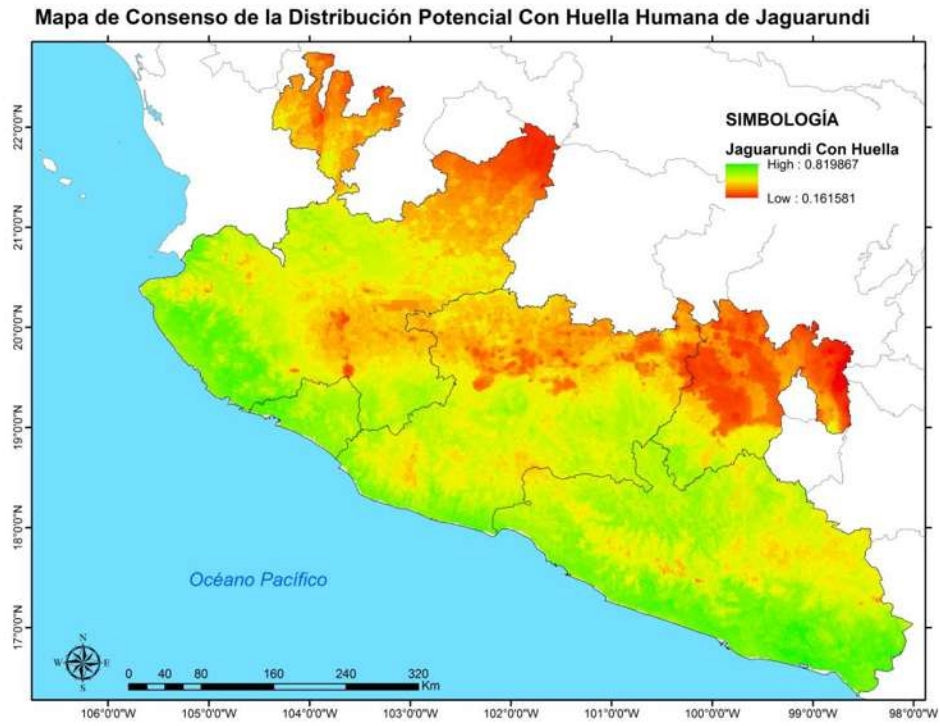 Mapa de Consenso de la Distribución Potencial Con Huella Humana de Jaguarundi
22°0'0"N
21°0'0"N
20°0'0"N
19°0'0"N
18°0'0"N
17°0'0"N
SIMBOLOGÍA
Jaguarundi Con Huella
High : 0.819867
Low : 0.161581
Océano Pacífico
N
W E
S
0 40 80 160 240 320
Km
106°0'0"W 105°0'0"W 104°0'0"W 103°0'0"W 102°0'0"W 101°0'0"W 100°0'0"W 99°0'0"W 98°0'0"W